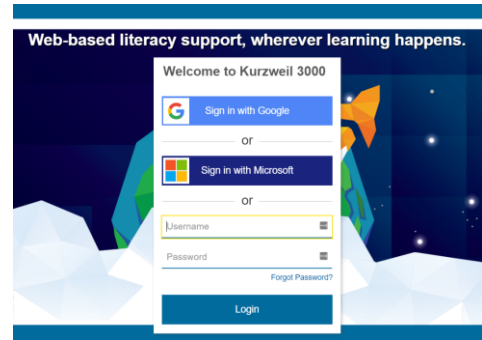 Web-based literacy support, wherever learning happens.
Welcome to Kurzweil 3000
Sign in with Google
or
Sign in with Microsoft
or
Username
Password
Forgot Password?
Login